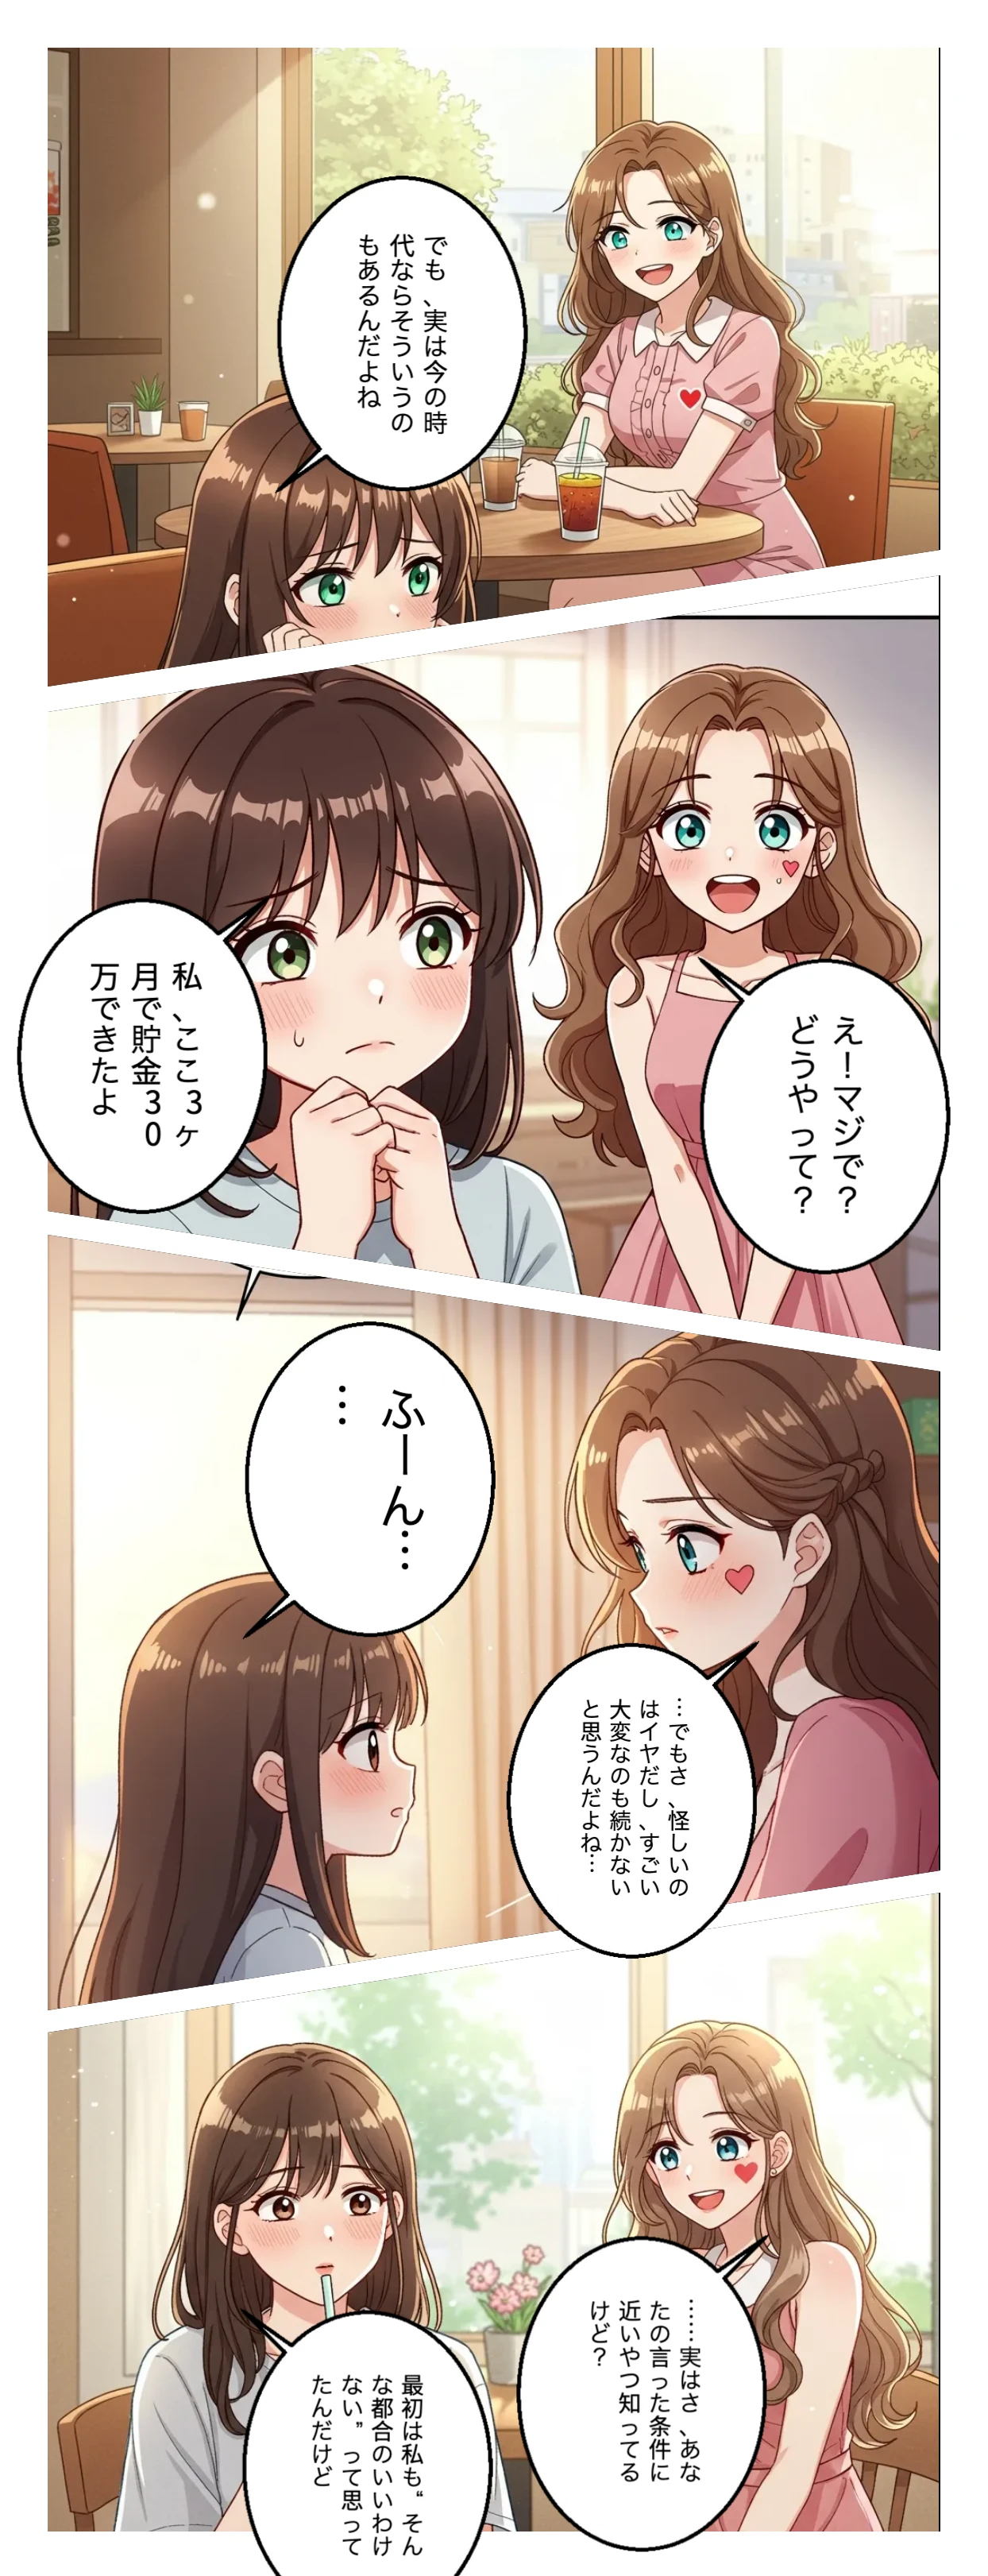 でも、実は今の時
代ならそういうの
もあるんだよね
え！マジで？
どうやって？
私、ここ3ヶ
月で貯金30
万できたよ
ふーん…
…
…でもさ、怪しいの
はイヤだし、すごい
大変なのも続かない
と思うんだよね…
……実はさ、あな
たの言った条件に
近いやつ知ってる
けど？
最初は私も“そん
な都合のいいわけ
ない”って思って
たんだけど